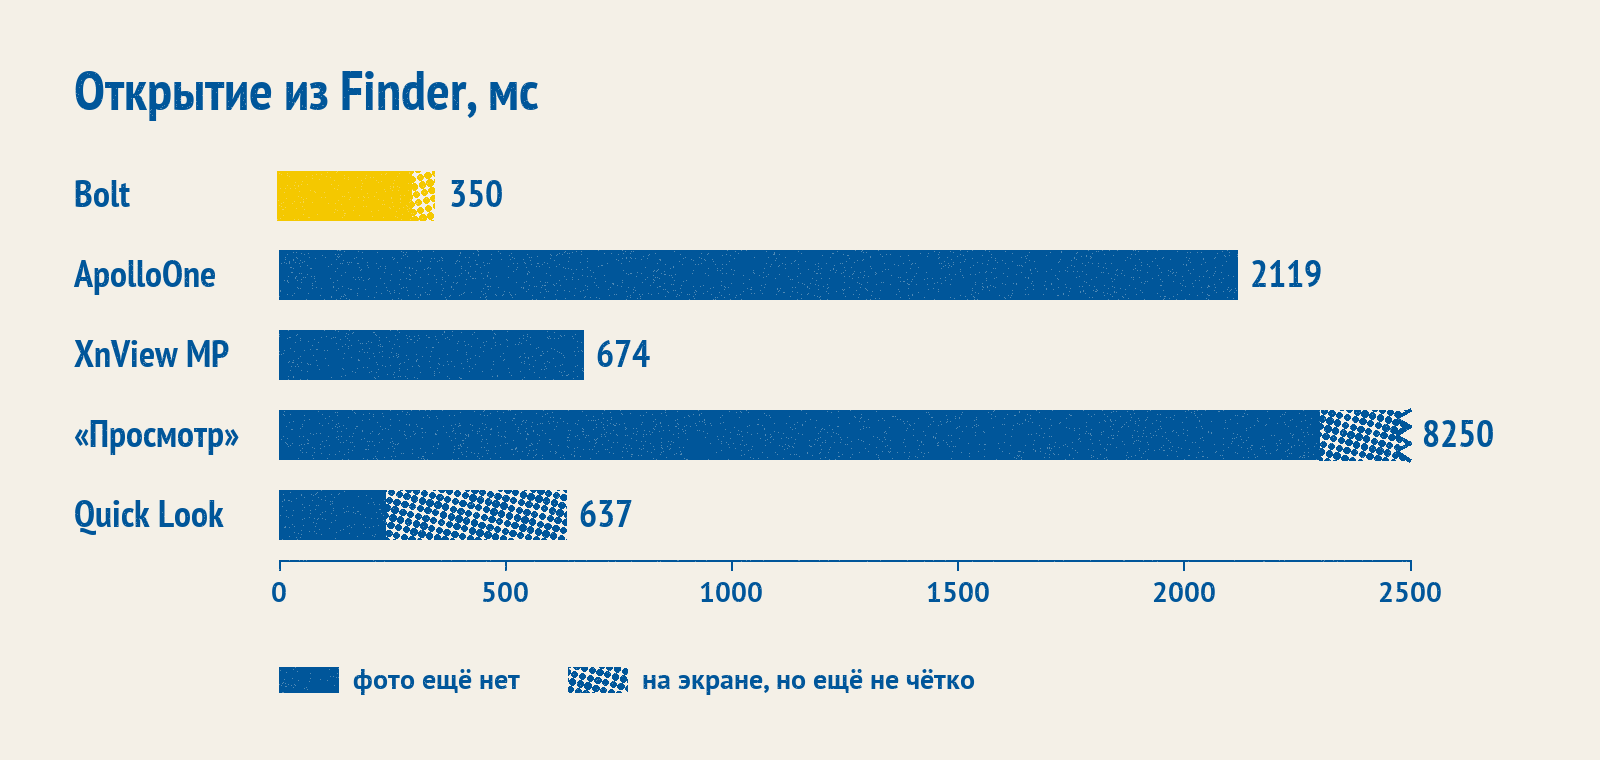 Открытие из Finder, мс
Bolt 350
ApolloOne 2119
XnView MP 674
«Просмотр» 8250
Quick Look 637
0 500 1000 1500 2000 2500
фото ещё нет на экране, но ещё не чётко